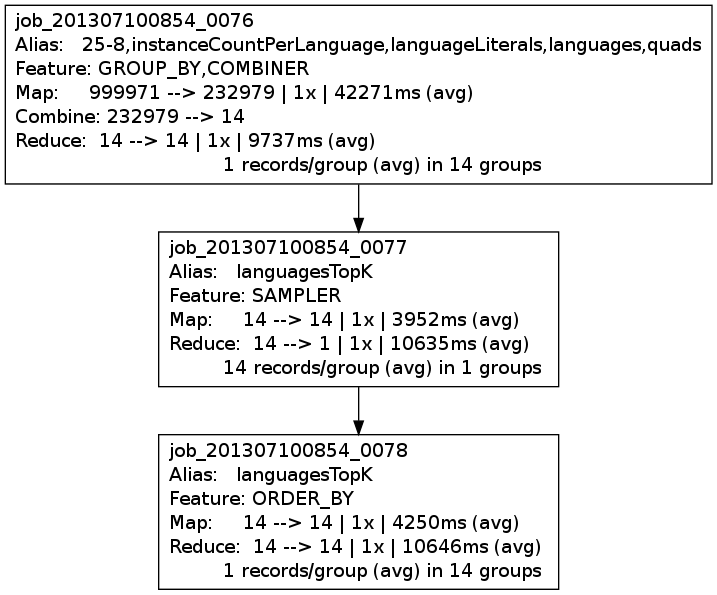 job_201307100854_0076
Alias: 25-8,instanceCountPerLanguage,languageLiterals,languages,quads
Feature: GROUP_BY,COMBINER
Map: 999971 --> 232979 | 1x | 42271ms (avg)
Combine: 232979 --> 14
Reduce: 14 --> 14 | 1x | 9737ms (avg)
1 records/group (avg) in 14 groups
job_201307100854_0077
Alias: languagesTopK
Feature: SAMPLER
Map: 14 --> 14 | 1x | 3952ms (avg)
Reduce: 14 --> 1 | 1x | 10635ms (avg)
14 records/group (avg) in 1 groups
job_201307100854_0078
Alias: languagesTopK
Feature: ORDER_BY
Map: 14 --> 14 | 1x | 4250ms (avg)
Reduce: 14 --> 14 | 1x | 10646ms (avg)
1 records/group (avg) in 14 groups